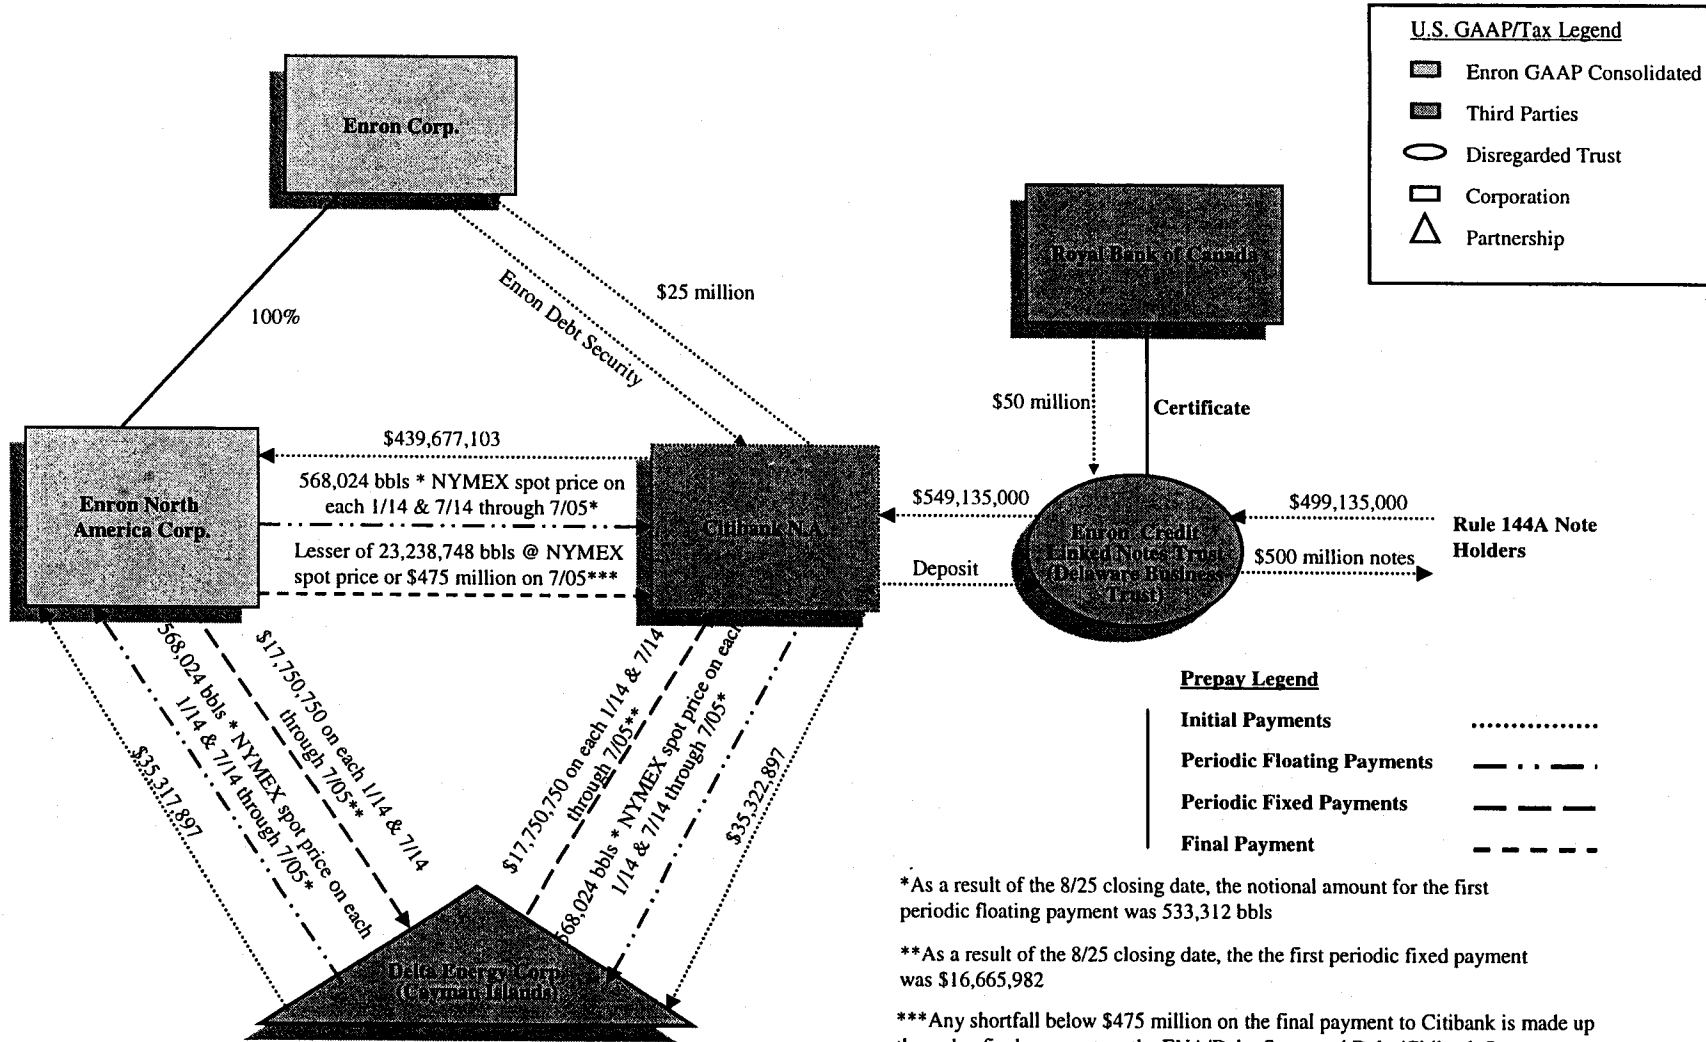 U.S. GAAP/Tax Legend
Enron GAAP Consolidated
Third Parties
Disregarded Trust
Corporation
Partnership
Enron Corp.
Royal Bank of Canada
$25 million
Enron Debt Security
100%
$50 million
Certificate
$439,677,103
568,024 bbls * NYMEX spot price on
each 1/14 & 7/14 through 7/05*
Lesser of 23,238,748 bbls @ NYMEX
spot price or $475 million on 7/05***
Enron North
America Corp.
Citibank N.A.
$549,135,000
Deposit
Enron Credit
Linked Notes Trust
(Delaware Business
Trust)
$499,135,000
$500 million notes
Rule 144A Note
Holders
$35,317,897
568,024 bbls * NYMEX spot price on each
1/14 & 7/14 through 7/05*
$17,750,750 on each 1/14 & 7/14
through 7/05**
$17,750,750 on each 1/14 & 7/14
through 7/05**
568,024 bbls * NYMEX spot price on each
1/14 & 7/14 through 7/05*
$35,322,897
Delta Energy Corp.
(Cayman Islands)
Prepay Legend
Initial Payments
Periodic Floating Payments
Periodic Fixed Payments
Final Payment
*As a result of the 8/25 closing date, the notional amount for the first
periodic floating payment was 533,312 bbls
**As a result of the 8/25 closing date, the the first periodic fixed payment
was $16,665,982
***Any shortfall below $475 million on the final payment to Citibank is made up